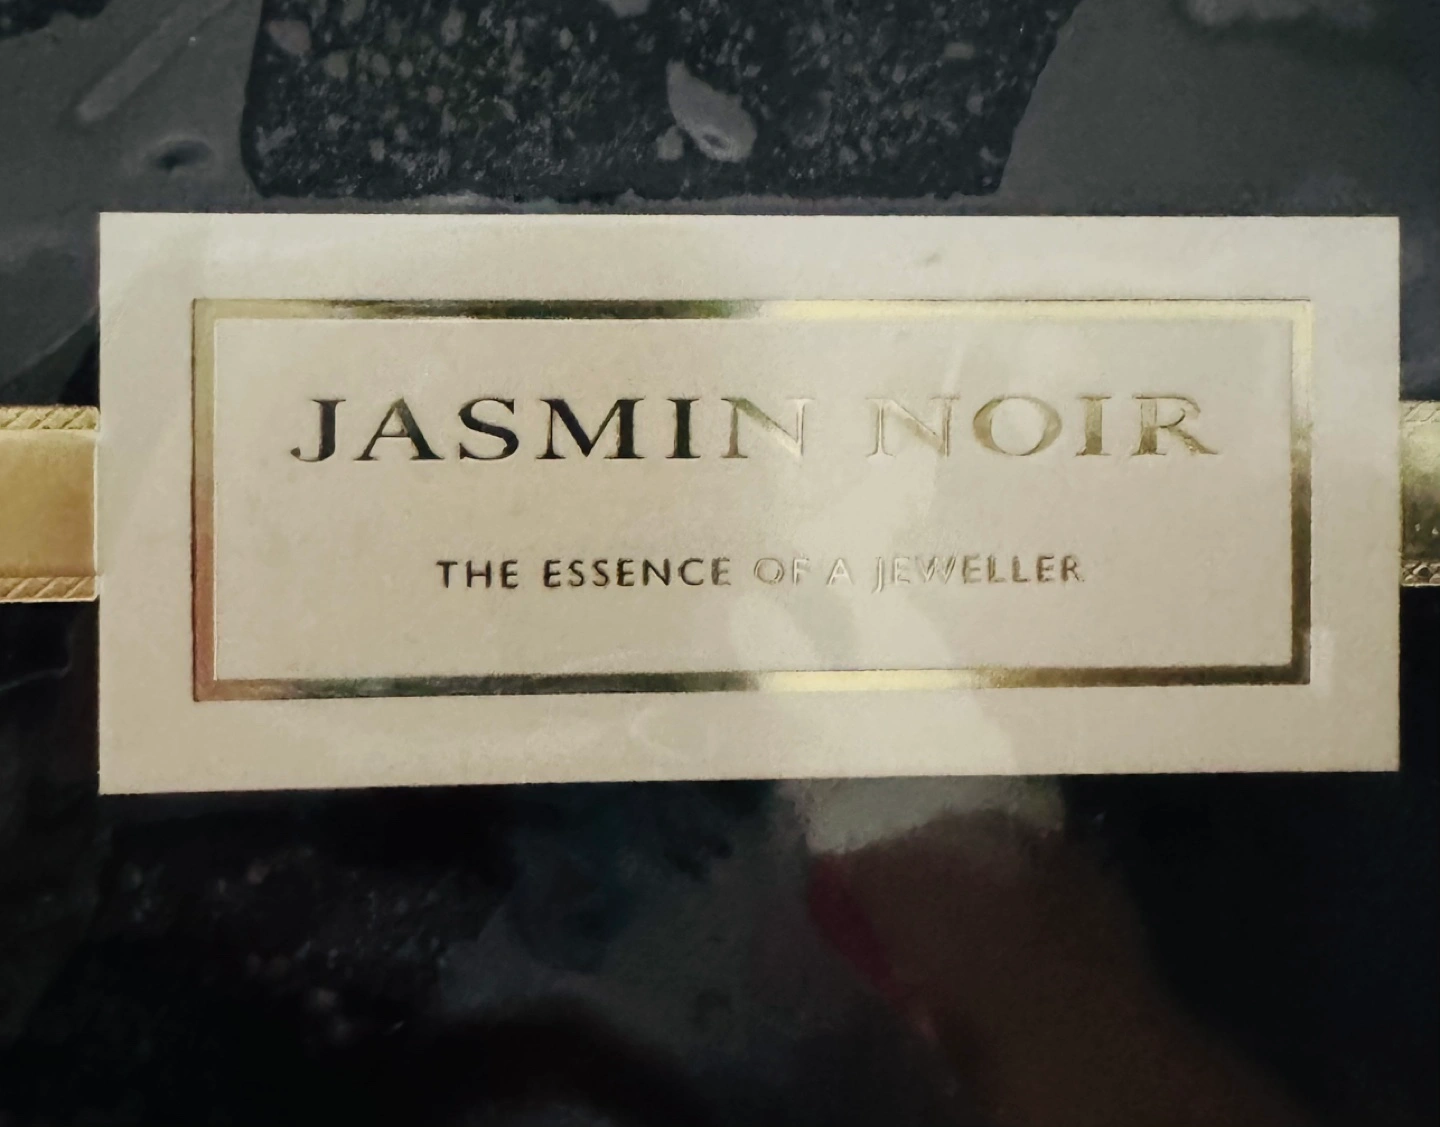 JASMIN NOIR
THE ESSENCE OF A JEWELLER